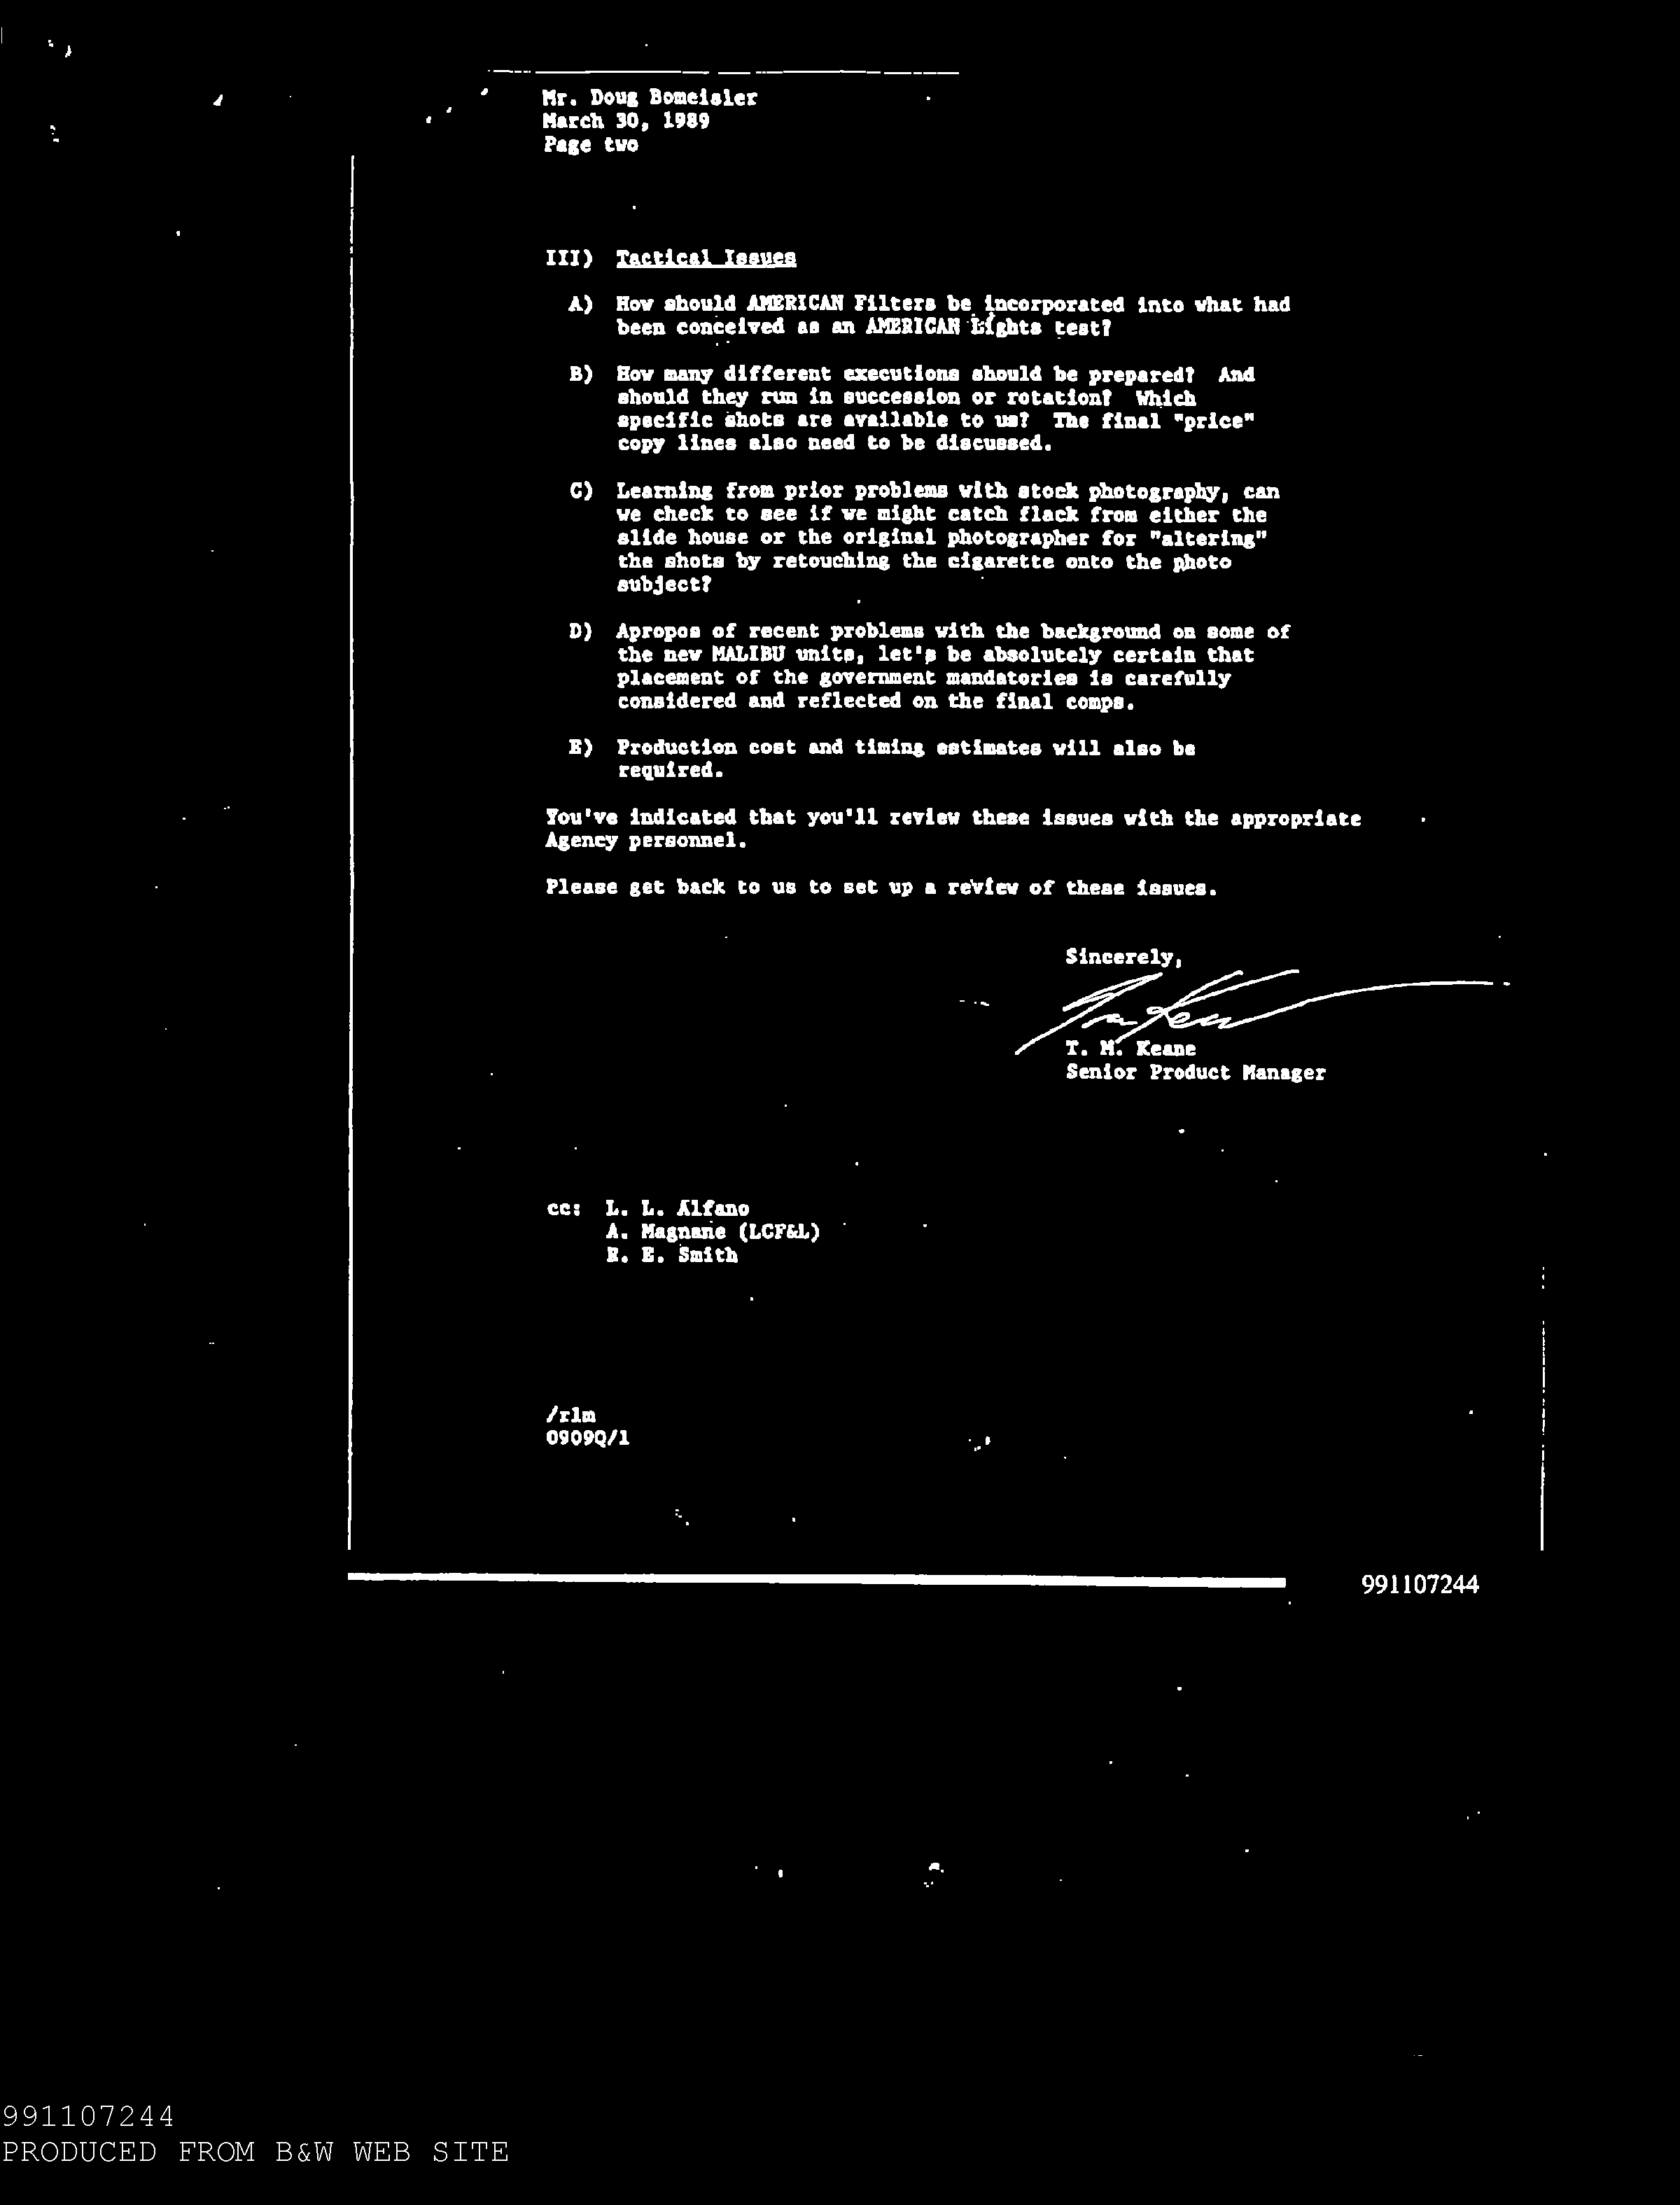 Mr. Doug Bomeisler
March 30, 1989
Page two
III) Tactical Issues
A) How should AMERICAN Filters be incorporated into what had
been conceived as an AMERICAN Lights test?
B) How many different executions should be prepared? And
should they run in succession or rotation? Which
specific shots are available to us? The final "price"
copy lines also need to be discussed.
C) Learning from prior problems with stock photography, can
we check to see if we might catch flack from either the
slide house or the original photographer for "altering"
the shots by retouching the cigarette onto the photo
subject?
D) Apropos of recent problems with the background on some of
the new MALIBU units, let's be absolutely certain that
placement of the government mandatories is carefully
considered and reflected on the final comps.
E) Production cost and timing estimates will also be
required.
You've indicated that you'll review these issues with the appropriate
Agency personnel.
Please get back to us to set up a review of these issues.
Sincerely,
T. M. Keane
Senior Product Manager
cc: L. L. Alfano
A. Magnane (LCF&L)
R. E. Smith
/rlm
0909Q/1
991107244
991107244
PRODUCED FROM B&W WEB SITE